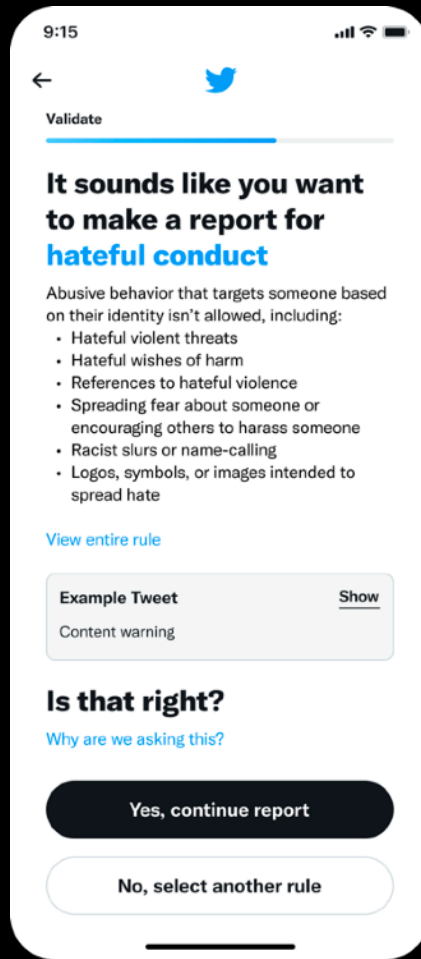 9:15
Validate
It sounds like you want
to make a report for
hateful conduct
Abusive behavior that targets someone based
on their identity isn’t allowed, including:
• Hateful violent threats
• Hateful wishes of harm
• References to hateful violence
• Spreading fear about someone or
encouraging others to harass someone
• Racist slurs or name-calling
• Logos, symbols, or images intended to
spread hate
View entire rule
Example Tweet Show
Content warning
Is that right?
Why are we asking this?
Yes, continue report
No, select another rule